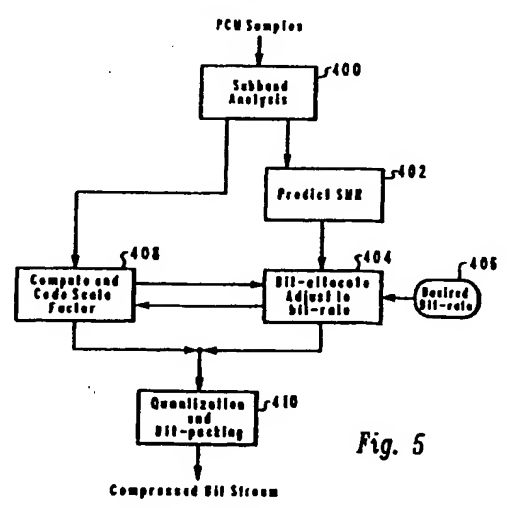 PCM Samples
400
Subband
Analysis
402
Predict SMR
408
Compute and
Code Scale
Factor
404
Bit-allocate
Adjust to
bit-rate
406
Desired
Bit-rate
410
Quantization
and
Bit-packing
Fig. 5
Compressed Bit Stream